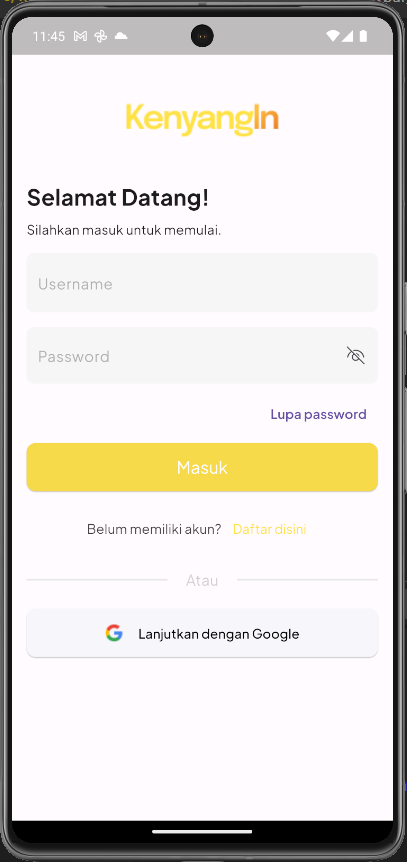 11:45
KenyangIn
Selamat Datang!
Silahkan masuk untuk memulai.
Username
Password
Lupa password
Masuk
Belum memiliki akun? Daftar disini
Atau
Lanjutkan dengan Google